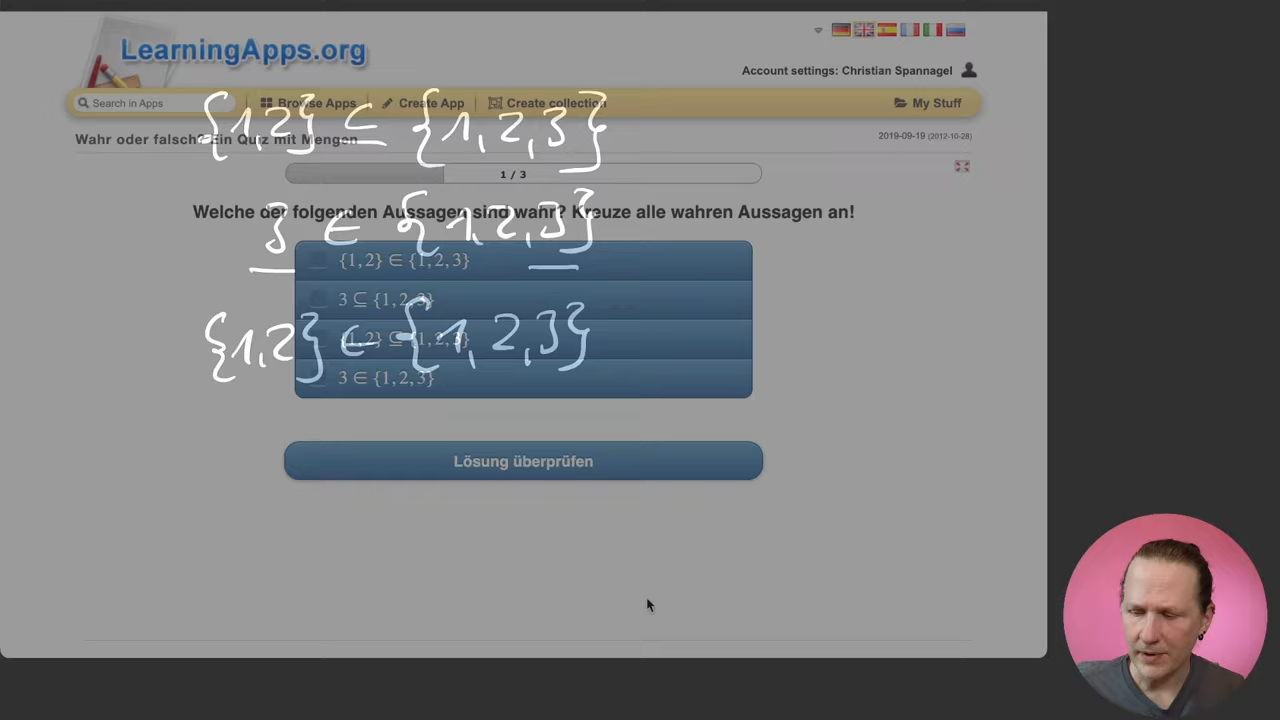 LearningApps.org
Account settings: Christian Spannagel
Search in Apps Browse Apps Create App Create collection My Stuff
{1,2} ⊆ {1,2,3}
Wahr oder falsch? Ein Quiz mit Mengen 2019-09-19 (2012-10-28)
1 / 3
Welche der folgenden Aussagen sind wahr? Kreuze alle wahren Aussagen an!
3 ∈ {1,2,3}
{1,2} ∈ {1,2,3}
3 ⊆ {1,2,3}
{1,2} ⊆ {1,2,3}
{1,2} ∈ {1,2,3}
3 ∈ {1,2,3}
Lösung überprüfen